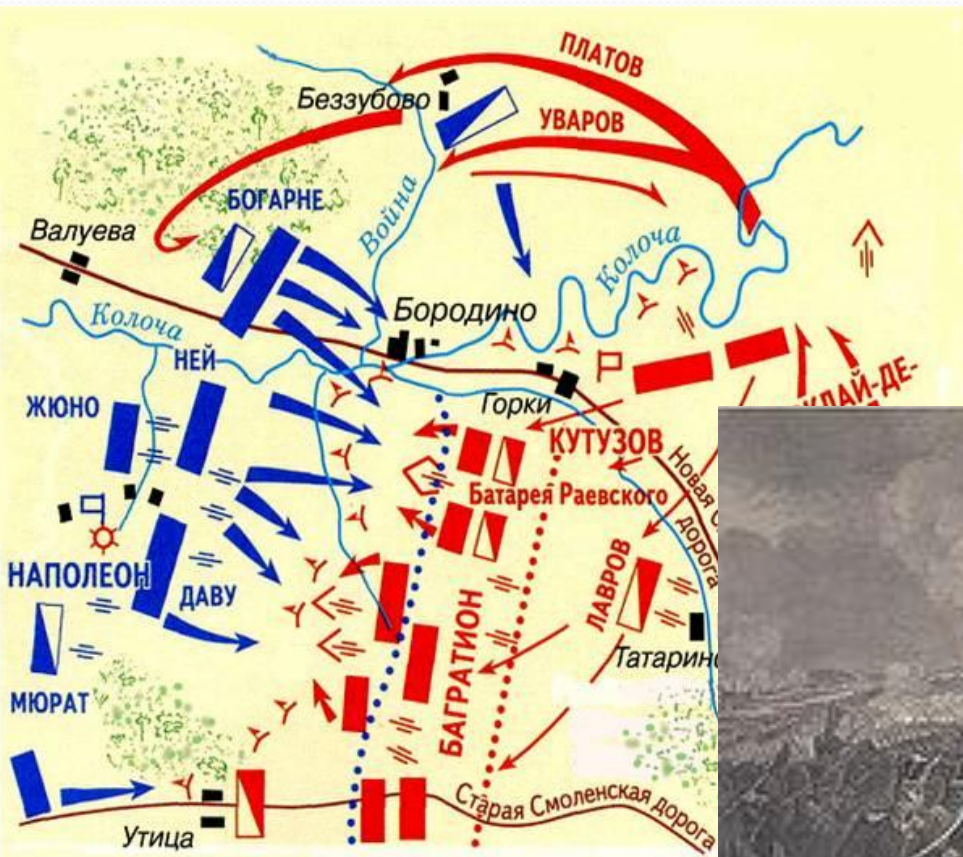 ПЛАТОВ
Беззубово
УВАРОВ
БОГАРНЕ
Война
Валуева
Колоча
Колоча
Бородино
НЕЙ
ЖЮНО
Горки
КУТУЗОВ
Новая
дорога
Батарея Раевского
НАПОЛЕОН
ДАВУ
ЛАВРОВ
БАГРАТИОН
МЮРАТ
Старая Смоленская дорога
Утица